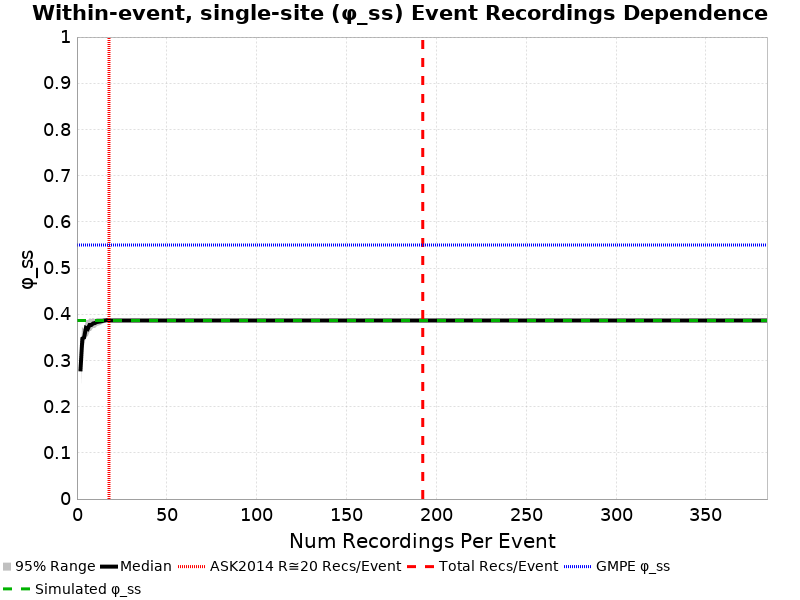 Within-event, single-site (φ_ss) Event Recordings Dependence
1
0.9
0.8
0.7
0.6
0.5
0.4
0.3
0.2
0.1
0
φ_ss
0 50 100 150 200 250 300 350
Num Recordings Per Event
95% Range Median ASK2014 R≅20 Recs/Event Total Recs/Event GMPE φ_ss
Simulated φ_ss